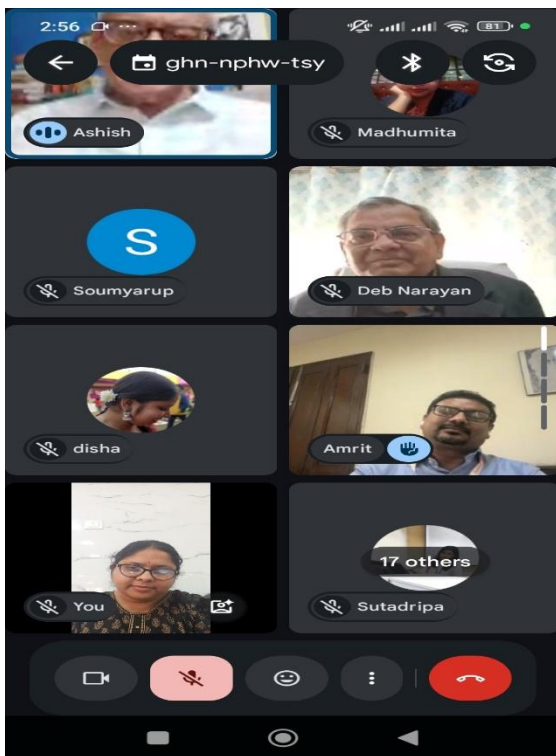 2:56
81
ghn-nphw-tsy
Ashish
Madhumita
S
Soumyarup
Deb Narayan
disha
Amrit
17 others
You
Sutadripa